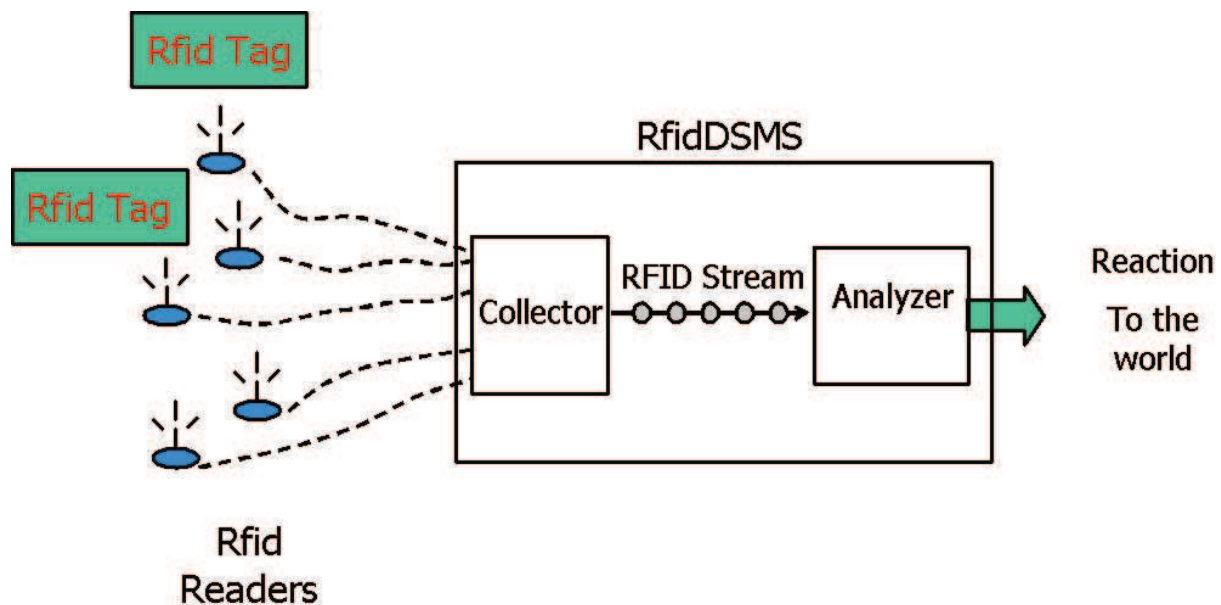 Rfid Tag
Rfid Tag
RfidDSMS
Collector
RFID Stream
Analyzer
Reaction
To the
world
Rfid
Readers